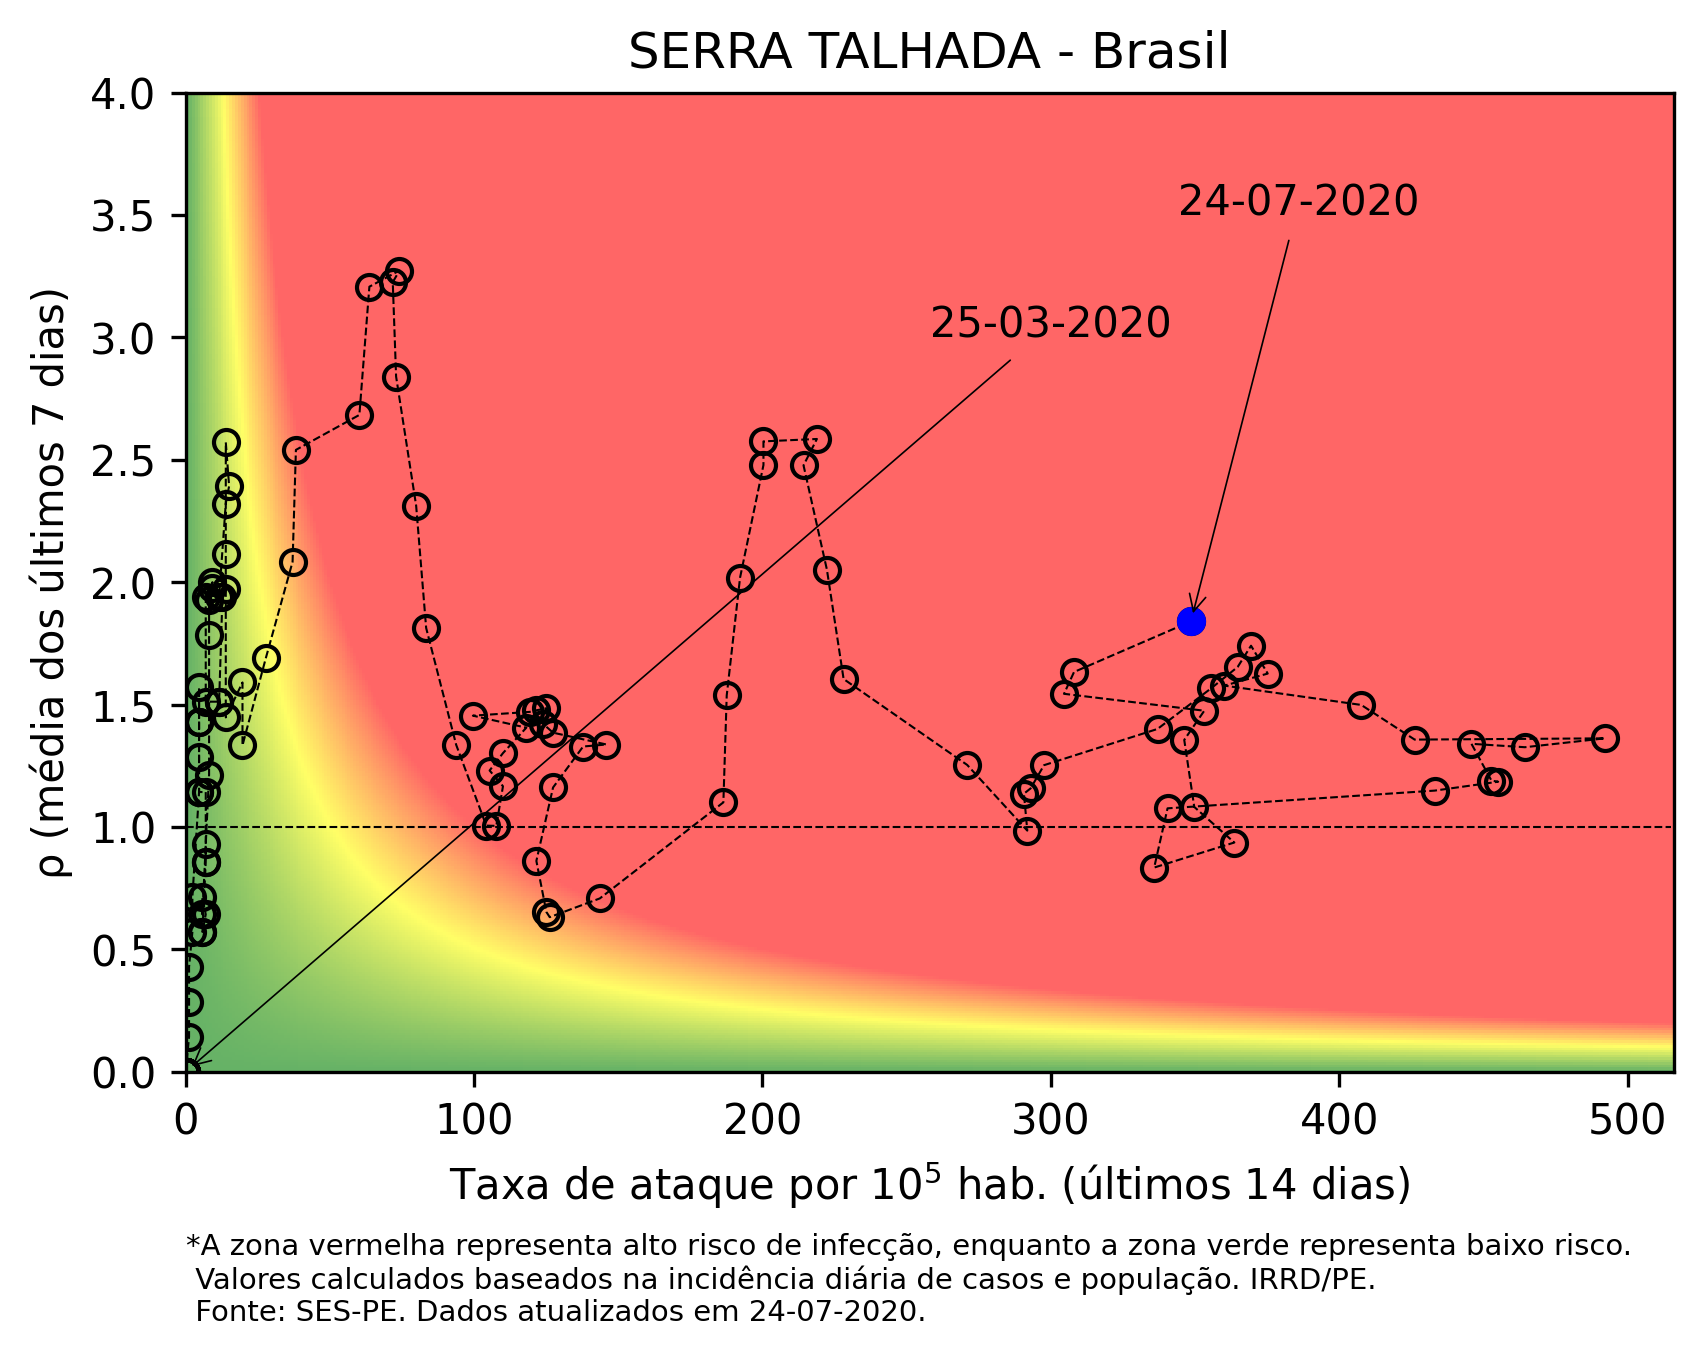 SERRA TALHADA - Brasil
4.0
3.5
3.0
2.5
2.0
1.5
1.0
0.5
0.0
ρ (média dos últimos 7 dias)
24-07-2020
25-03-2020
0
100
200
300
400
500
Taxa de ataque por 10⁵ hab. (últimos 14 dias)
*A zona vermelha representa alto risco de infecção, enquanto a zona verde representa baixo risco.
Valores calculados baseados na incidência diária de casos e população. IRRD/PE.
Fonte: SES-PE. Dados atualizados em 24-07-2020.